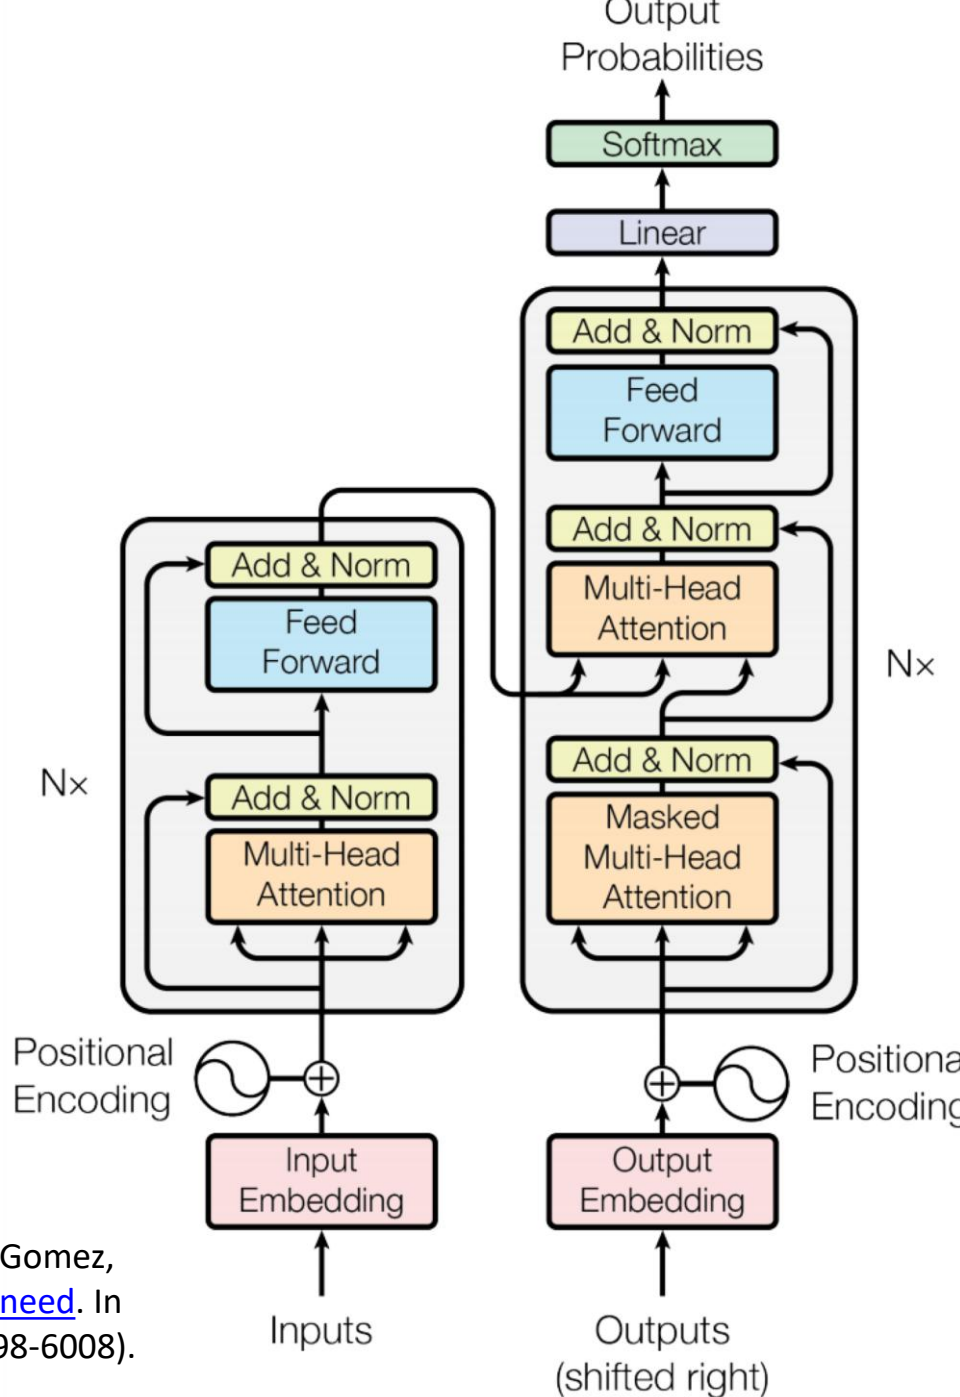 Output
Probabilities
Softmax
Linear
Add & Norm
Feed
Forward
Add & Norm
Multi-Head
Attention
Nx
Add & Norm
Masked
Multi-Head
Attention
Add & Norm
Feed
Forward
Nx
Add & Norm
Multi-Head
Attention
Positional
Encoding
Positiona
Encoding
Input
Embedding
Output
Embedding
Gomez,
need. In
98-6008).
Inputs
Outputs
(shifted right)